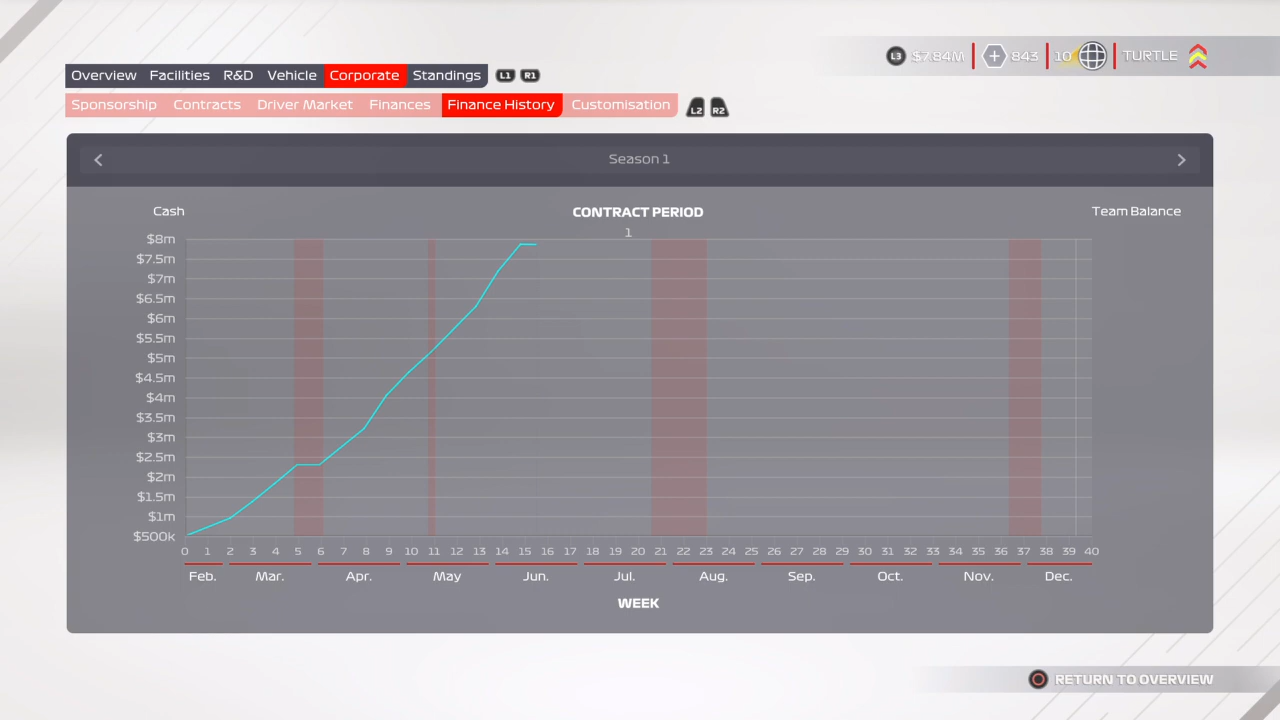 L3 $7.84M 843 10 TURTLE
Overview Facilities R&D Vehicle Corporate Standings L1 R1
Sponsorship Contracts Driver Market Finances Finance History Customisation L2 R2
Season 1
Cash CONTRACT PERIOD Team Balance
1
$8m
$7.5m
$7m
$6.5m
$6m
$5.5m
$5m
$4.5m
$4m
$3.5m
$3m
$2.5m
$2m
$1.5m
$1m
$500k
0 1 2 3 4 5 6 7 8 9 10 11 12 13 14 15 16 17 18 19 20 21 22 23 24 25 26 27 28 29 30 31 32 33 34 35 36 37 38 39 40
Feb. Mar. Apr. May Jun. Jul. Aug. Sep. Oct. Nov. Dec.
WEEK
RETURN TO OVERVIEW